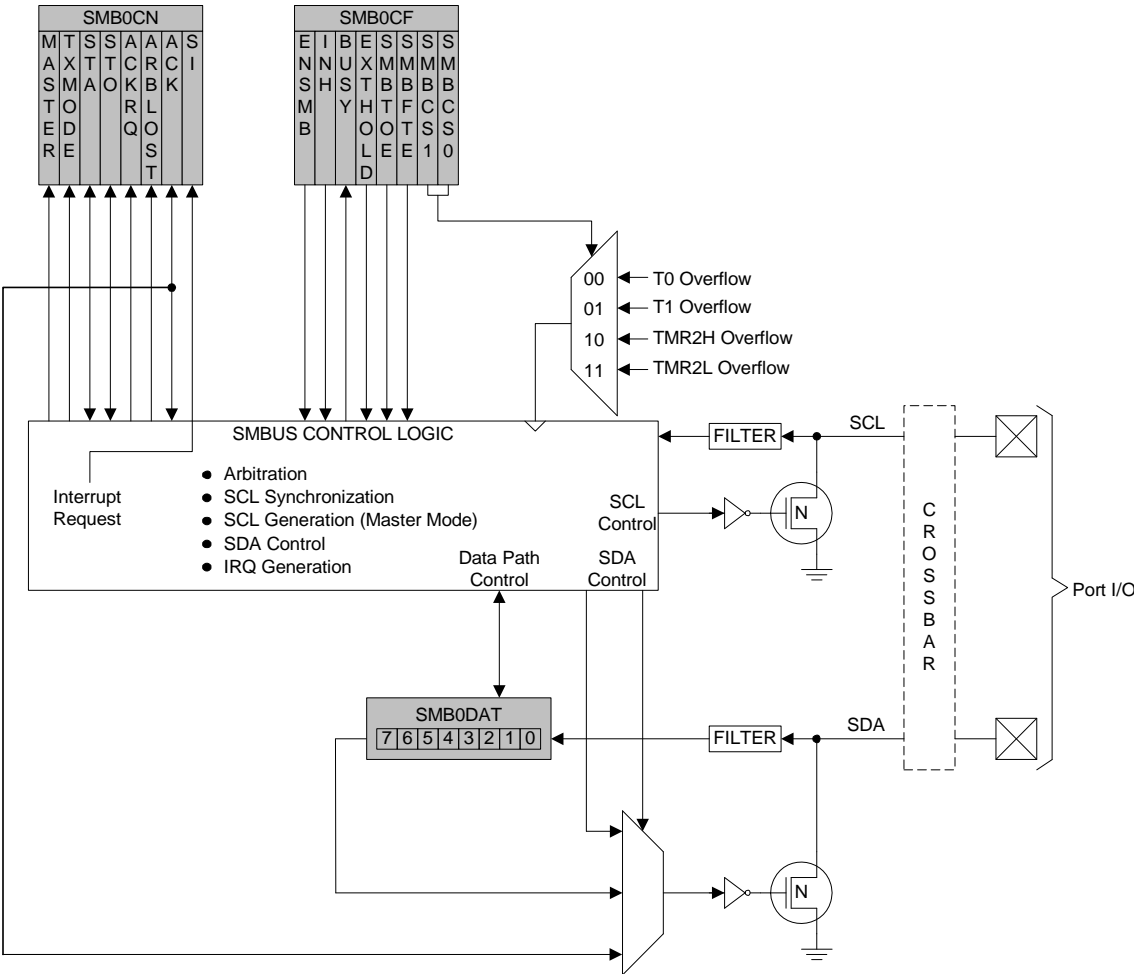 SMB0CN
MASTER
TXMODE
STA
STO
ACKRQ
ARBLOST
ACK
SI
SMB0CF
ENSMB
INH
BUSY
EXTHOLD
SMBTOE
SMBFTE
SMBCS1
SMBCS0
00
T0 Overflow
01
T1 Overflow
10
TMR2H Overflow
11
TMR2L Overflow
SMBUS CONTROL LOGIC
Interrupt
Request
Arbitration
SCL Synchronization
SCL Generation (Master Mode)
SDA Control
IRQ Generation
Data Path
Control
SDA
Control
SCL
Control
FILTER
SCL
N
CROSSBAR
Port I/O
SMB0DAT
7 6 5 4 3 2 1 0
FILTER
SDA
N